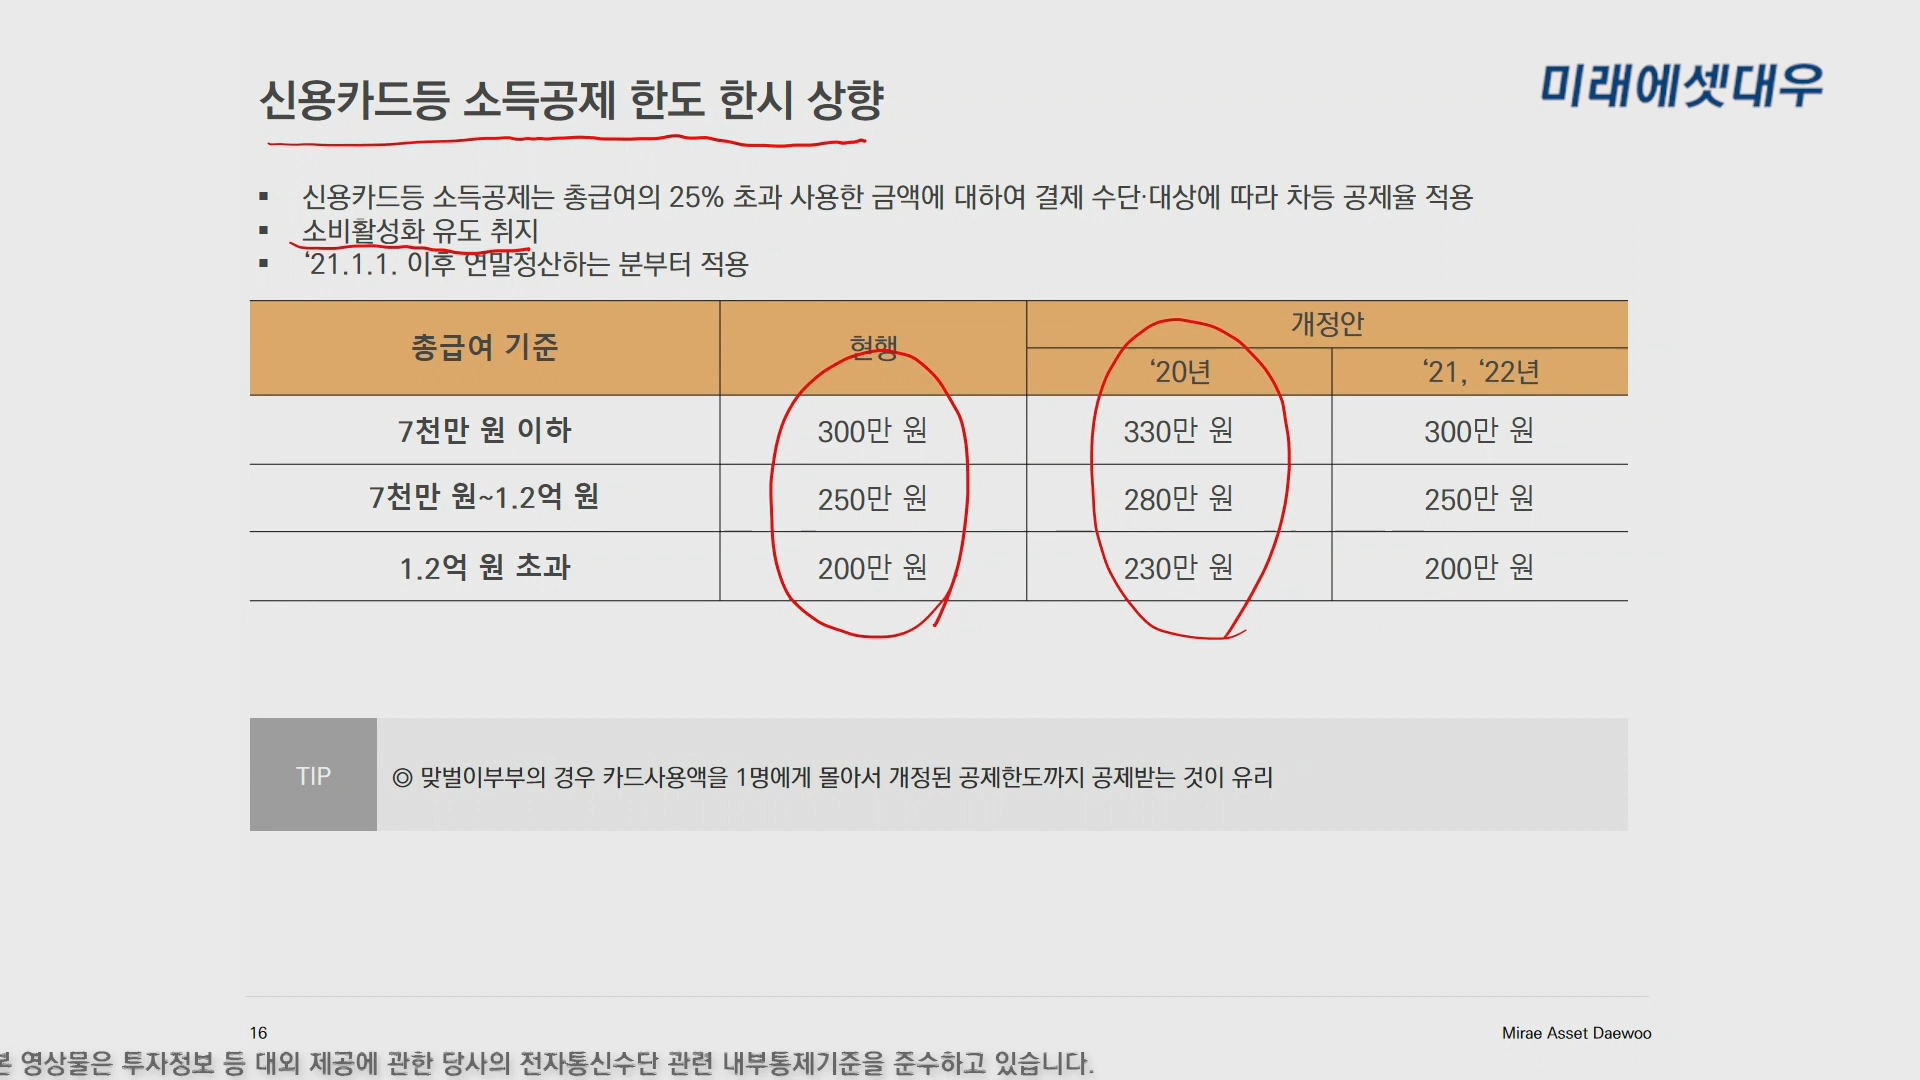 신용카드등 소득공제 한도 한시 상향
미래에셋대우
▪ 신용카드등 소득공제는 총급여의 25% 초과 사용한 금액에 대하여 결제 수단·대상에 따라 차등 공제율 적용
▪ 소비활성화 유도 취지
▪ ‘21.1.1. 이후 연말정산하는 분부터 적용
총급여 기준 현행 개정안
‘20년 ‘21, ‘22년
7천만 원 이하 300만 원 330만 원 300만 원
7천만 원~1.2억 원 250만 원 280만 원 250만 원
1.2억 원 초과 200만 원 230만 원 200만 원
TIP ◎ 맞벌이부부의 경우 카드사용액을 1명에게 몰아서 개정된 공제한도까지 공제받는 것이 유리
16 Mirae Asset Daewoo
본 영상물은 투자정보 등 대외 제공에 관한 당사의 전자통신수단 관련 내부통제기준을 준수하고 있습니다.